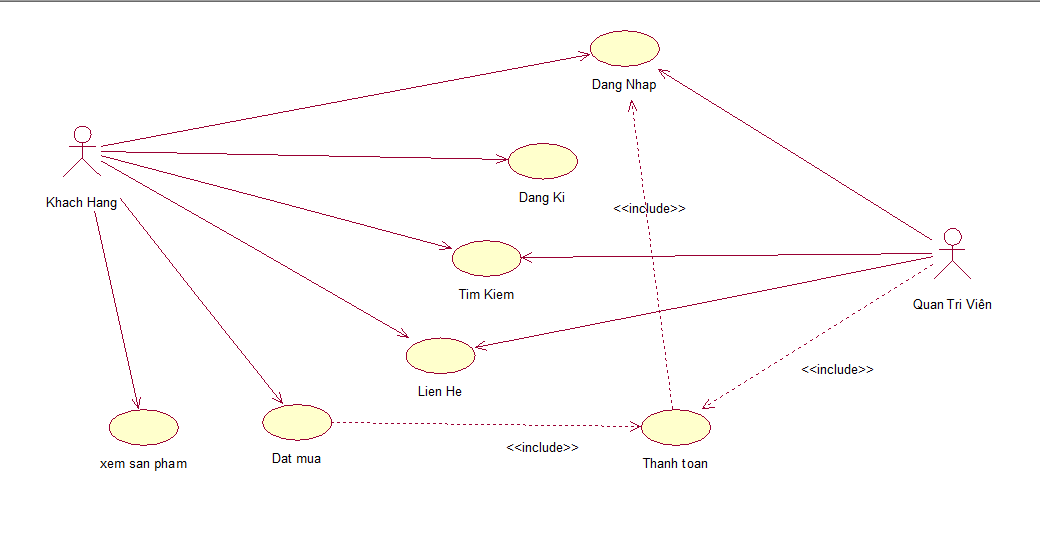 Dang Nhap
Khach Hang
Dang Ki
<<include>>
Tim Kiem
Quan Tri Viên
<<include>>
Lien He
<<include>>
xem san pham
Dat mua
Thanh toan